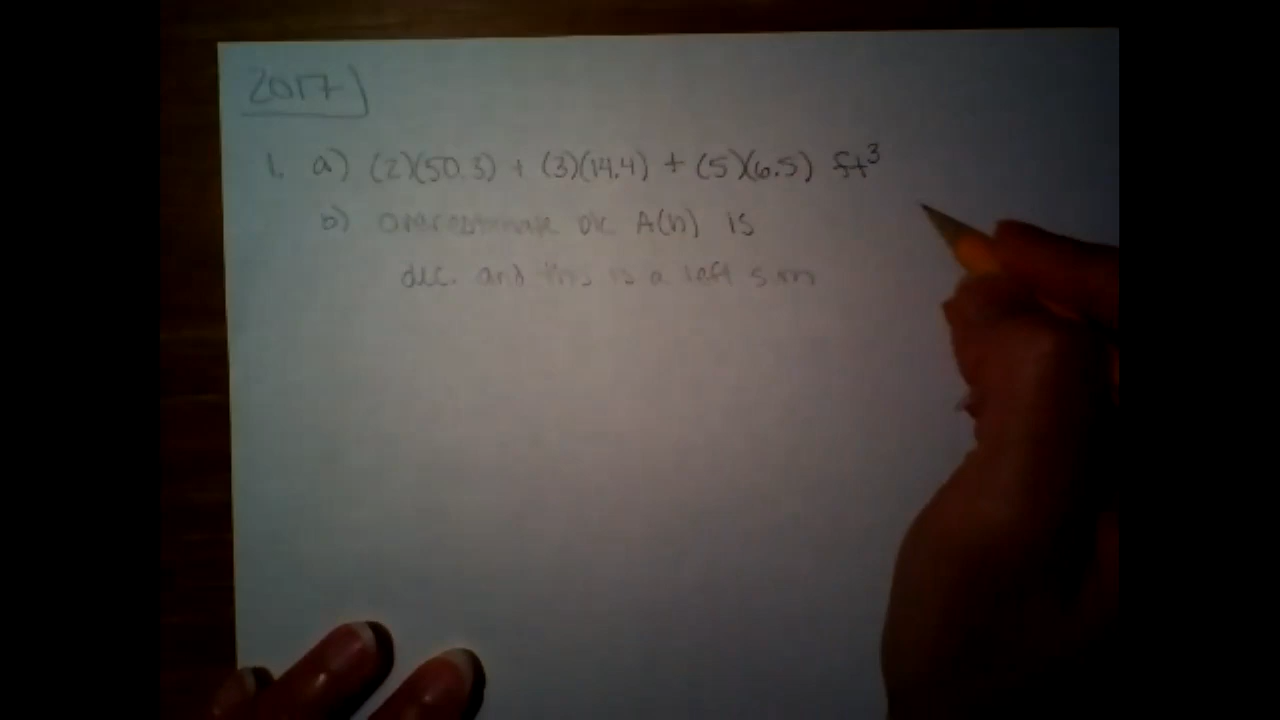 2017
1. a) (2)(50.3) + (3)(14.4) + (5)(6.5) ft³
b) overestimate bc A(h) is
dec. and this is a left sum